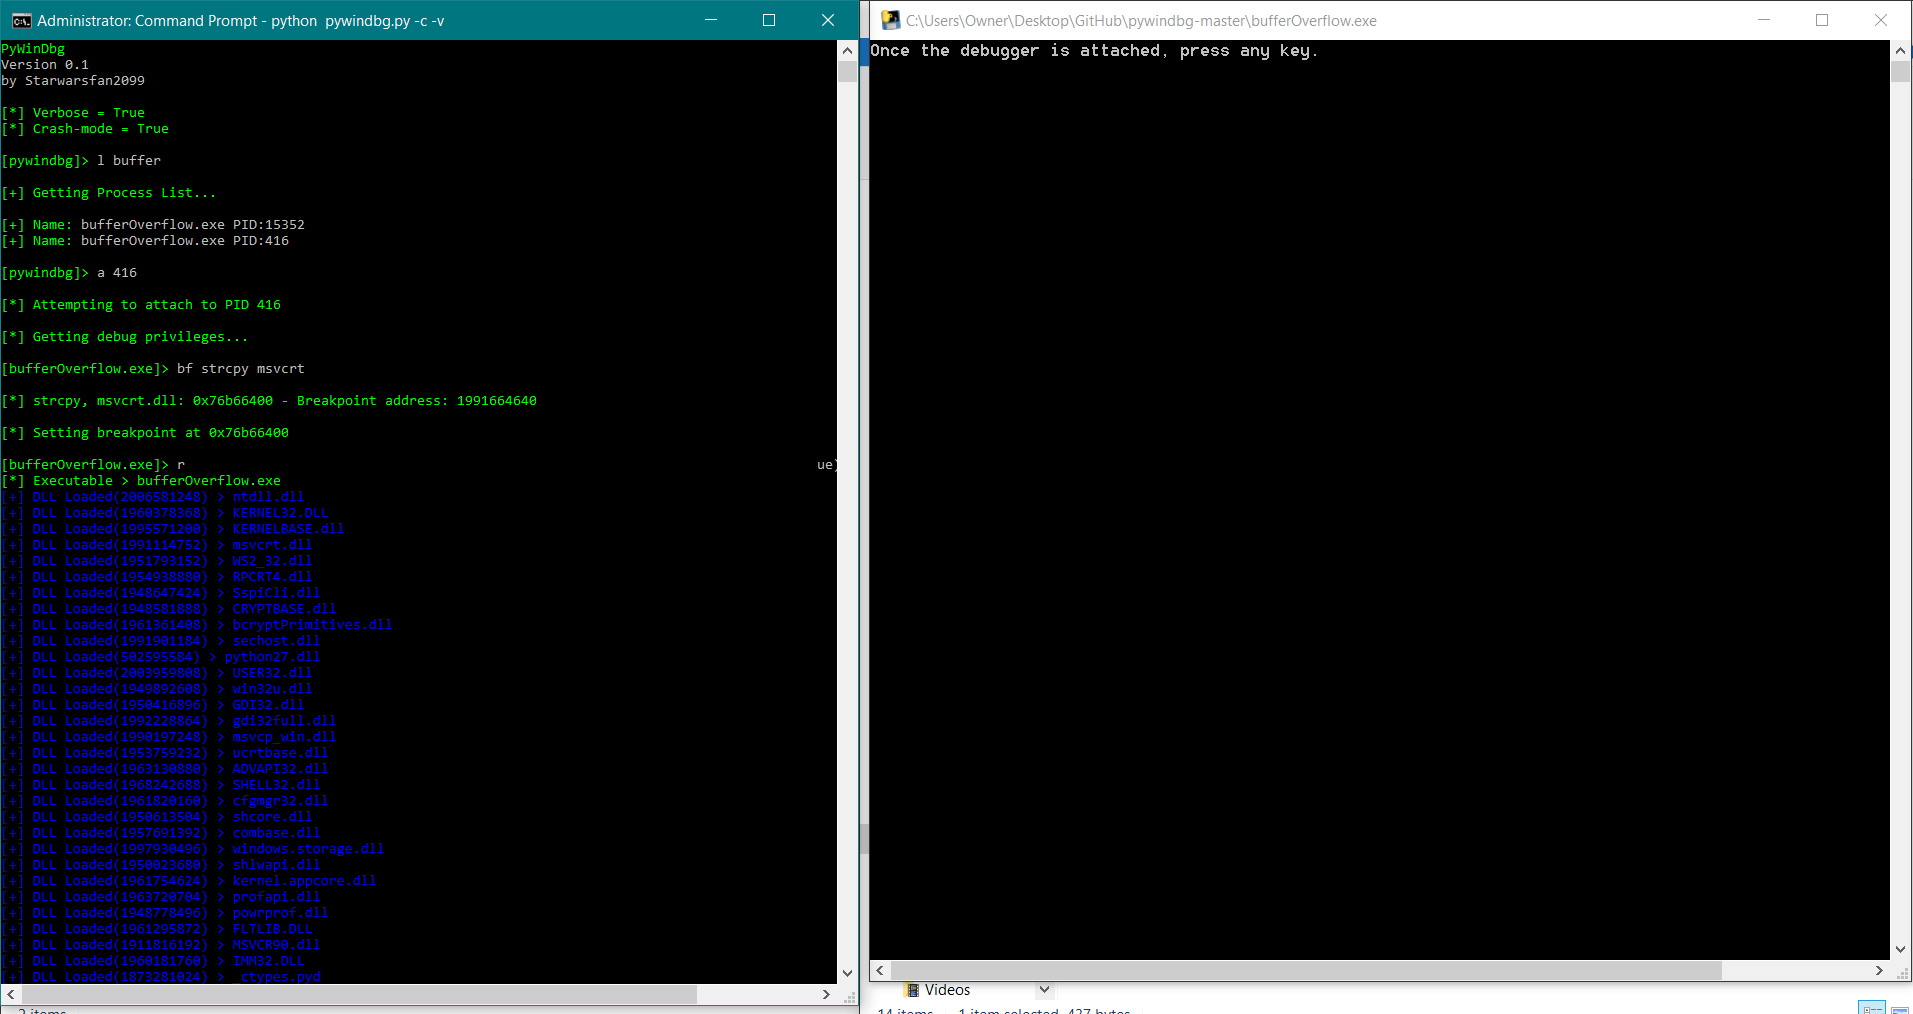 Administrator: Command Prompt - python  pywindbg.py -c -v
PyWinDbg
Version 0.1
by Starwarsfan2099
[*] Verbose = True
[*] Crash-mode = True
[pywindbg]> l buffer
[+] Getting Process List...
[+] Name: bufferOverflow.exe PID:15352
[+] Name: bufferOverflow.exe PID:416
[pywindbg]> a 416
[*] Attempting to attach to PID 416
[*] Getting debug privileges...
[bufferOverflow.exe]> bf strcpy msvcrt
[*] strcpy, msvcrt.dll: 0x76b66400 - Breakpoint address: 1991664640
[*] Setting breakpoint at 0x76b66400
[bufferOverflow.exe]> r ue)
[*] Executable > bufferOverflow.exe
[+] DLL Loaded(2006581248) > ntdll.dll
[+] DLL Loaded(1960378368) > KERNEL32.DLL
[+] DLL Loaded(1995571200) > KERNELBASE.dll
[+] DLL Loaded(1991114752) > msvcrt.dll
[+] DLL Loaded(1951793152) > WS2_32.dll
[+] DLL Loaded(1954938880) > RPCRT4.dll
[+] DLL Loaded(1948647424) > SspiCli.dll
[+] DLL Loaded(1948581888) > CRYPTBASE.dll
[+] DLL Loaded(1961361408) > bcryptPrimitives.dll
[+] DLL Loaded(1991901184) > sechost.dll
[+] DLL Loaded(502595584) > python27.dll
[+] DLL Loaded(2003959808) > USER32.dll
[+] DLL Loaded(1949892608) > win32u.dll
[+] DLL Loaded(1950416896) > GDI32.dll
[+] DLL Loaded(1992228864) > gdi32full.dll
[+] DLL Loaded(1990197248) > msvcp_win.dll
[+] DLL Loaded(1953759232) > ucrtbase.dll
[+] DLL Loaded(1963130880) > ADVAPI32.dll
[+] DLL Loaded(1968242688) > SHELL32.dll
[+] DLL Loaded(1961820160) > cfgmgr32.dll
[+] DLL Loaded(1950613504) > shcore.dll
[+] DLL Loaded(1957691392) > combase.dll
[+] DLL Loaded(1997930496) > windows.storage.dll
[+] DLL Loaded(1950023680) > shlwapi.dll
[+] DLL Loaded(1961754624) > kernel.appcore.dll
[+] DLL Loaded(1963720704) > profapi.dll
[+] DLL Loaded(1948778496) > powrprof.dll
[+] DLL Loaded(1961295872) > FLTLIB.DLL
[+] DLL Loaded(1911816192) > MSVCR90.dll
[+] DLL Loaded(1960181760) > IMM32.DLL
[+] DLL Loaded(1873281024) > _ctypes.pyd
2 items
C:\Users\Owner\Desktop\GitHub\pywindbg-master\bufferOverflow.exe
Once the debugger is attached, press any key.
Videos
14 items 1 item selected 427 bytes